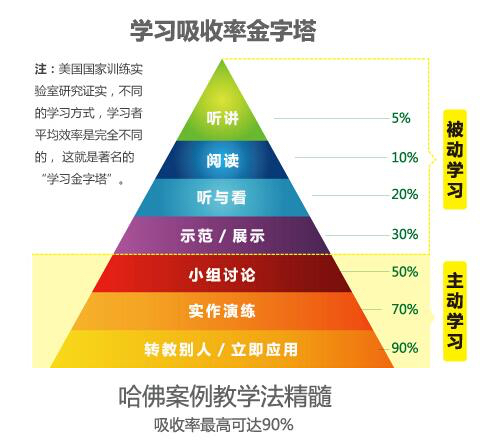 学习吸收率金字塔
注：美国国家训练实
验室研究证实，不同
的学习方式，学习者
平均效率是完全不同
的，这就是著名的
“学习金字塔”。
听讲 5%
阅读 10%
听与看 20%
示范 / 展示 30%
被动学习
小组讨论 50%
实作演练 70%
转教别人 / 立即应用 90%
主动学习
哈佛案例教学法精髓
吸收率最高可达90%